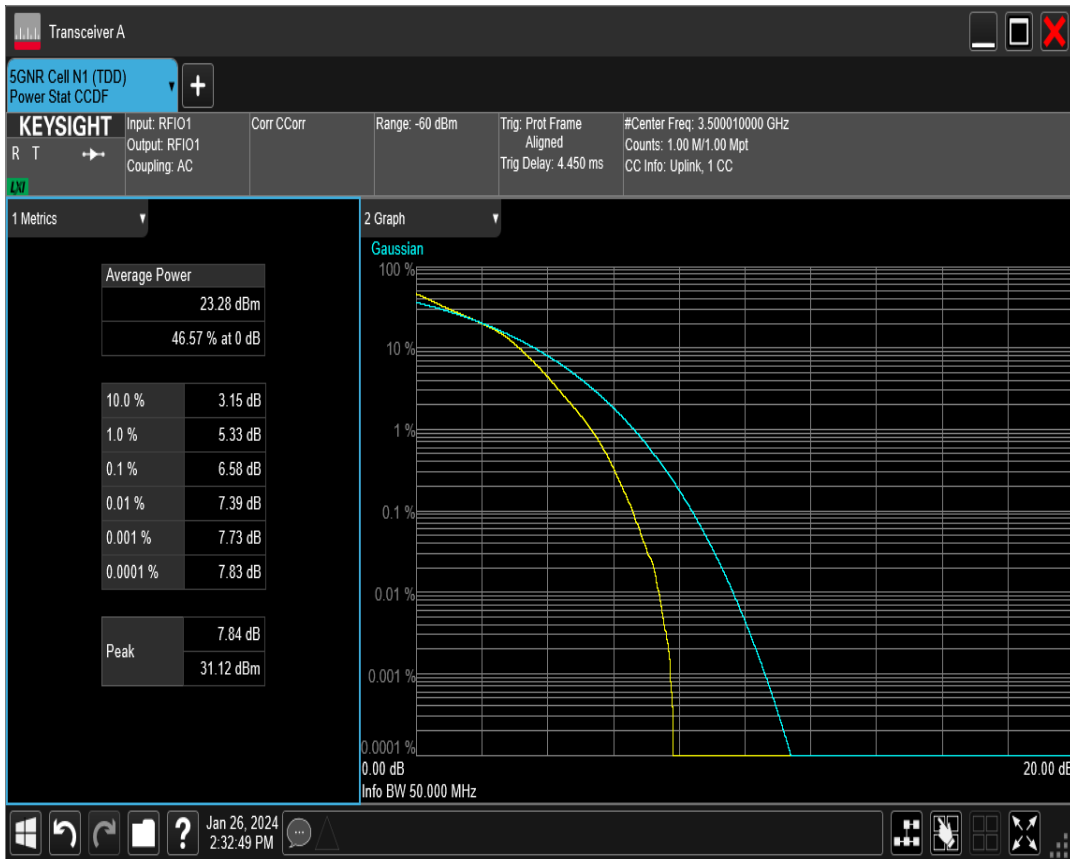 Transceiver A
5GNR Cell N1 (TDD)
Power Stat CCDF
+
KEYSIGHT
R T
LXI
Input: RFIO1
Output: RFIO1
Coupling: AC
Corr CCorr
Range: -60 dBm
Trig: Prot Frame
Aligned
Trig Delay: 4.450 ms
#Center Freq: 3.500010000 GHz
Counts: 1.00 M/1.00 Mpt
CC Info: Uplink, 1 CC
1 Metrics
Average Power
23.28 dBm
46.57 % at 0 dB
10.0 % 3.15 dB
1.0 % 5.33 dB
0.1 % 6.58 dB
0.01 % 7.39 dB
0.001 % 7.73 dB
0.0001 % 7.83 dB
Peak
7.84 dB
31.12 dBm
2 Graph
Gaussian
100 %
10 %
1 %
0.1 %
0.01 %
0.001 %
0.0001 %
0.00 dB 20.00 dB
Info BW 50.000 MHz
?
Jan 26, 2024
2:32:49 PM